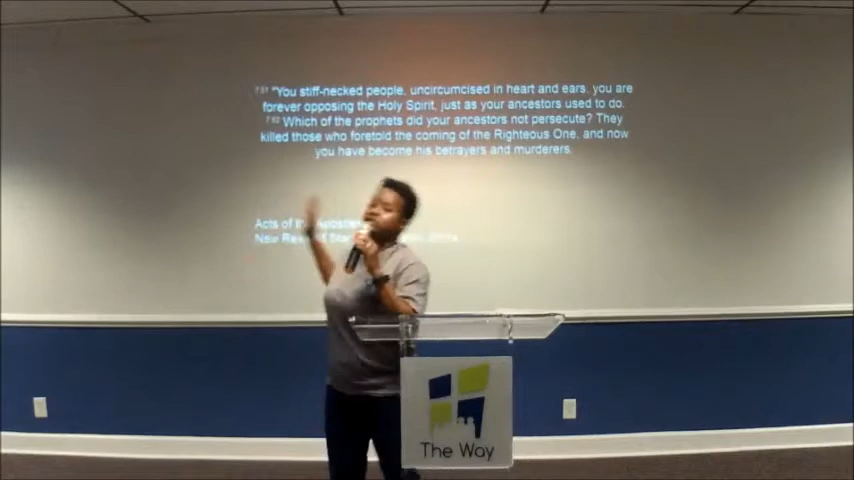 7:51 "You stiff-necked people, uncircumcised in heart and ears, you are
forever opposing the Holy Spirit, just as your ancestors used to do.
7:52 Which of the prophets did your ancestors not persecute? They
killed those who foretold the coming of the Righteous One, and now
you have become his betrayers and murderers.
Acts of the Apostles
New
The Way